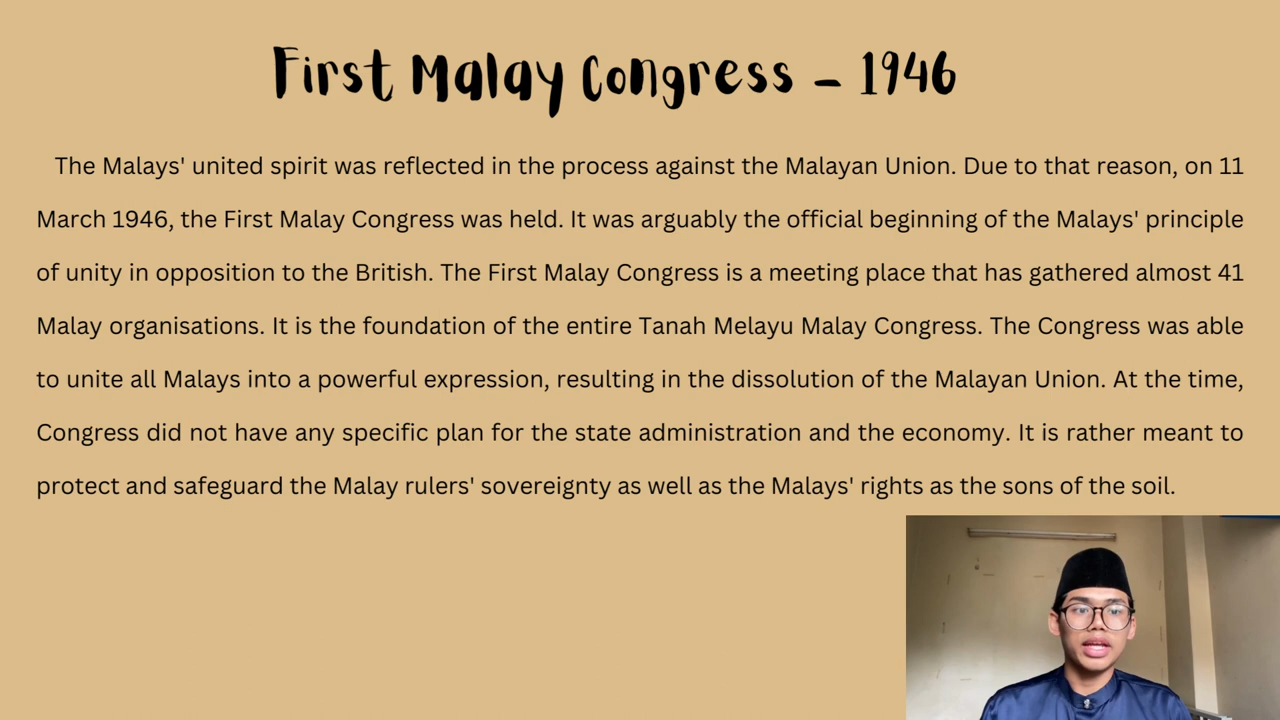 First Malay Congress - 1946
The Malays' united spirit was reflected in the process against the Malayan Union. Due to that reason, on 11
March 1946, the First Malay Congress was held. It was arguably the official beginning of the Malays' principle
of unity in opposition to the British. The First Malay Congress is a meeting place that has gathered almost 41
Malay organisations. It is the foundation of the entire Tanah Melayu Malay Congress. The Congress was able
to unite all Malays into a powerful expression, resulting in the dissolution of the Malayan Union. At the time,
Congress did not have any specific plan for the state administration and the economy. It is rather meant to
protect and safeguard the Malay rulers' sovereignty as well as the Malays' rights as the sons of the soil.